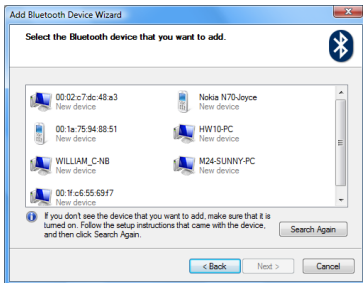 Add Bluetooth Device Wizard
Select the Bluetooth device that you want to add.
00:02:c7:dc:48:a3
New device
Nokia N70-Joyce
New device
00:1a:75:94:88:51
New device
HW10-PC
New device
WILLIAM_C-NB
New device
M24-SUNNY-PC
New device
00:1f:c6:55:69:f7
New device
If you don't see the device that you want to add, make sure that it is
turned on. Follow the setup instructions that came with the device,
and then click Search Again.
Search Again
< Back
Next >
Cancel